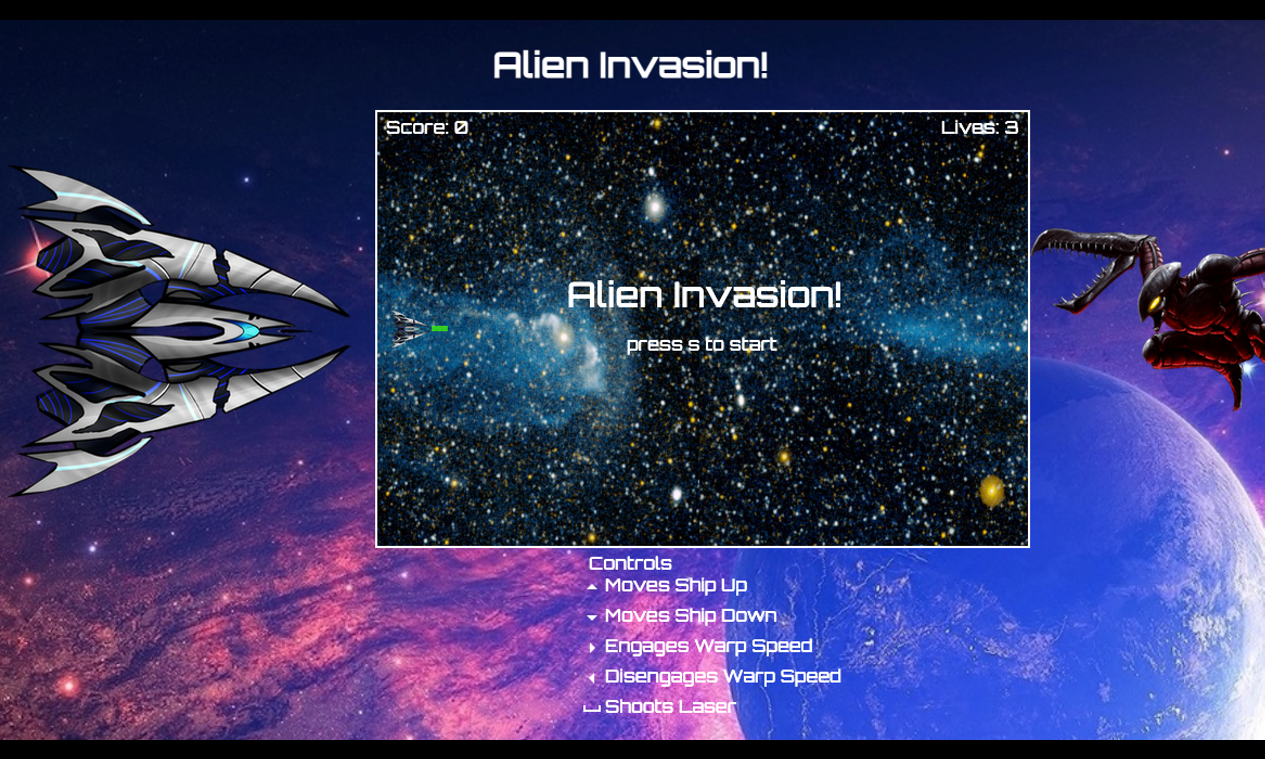 Alien Invasion!
Score: 0
Lives: 3
Alien Invasion!
press s to start
Controls
Moves Ship Up
Moves Ship Down
Engages Warp Speed
Disengages Warp Speed
Shoots Laser